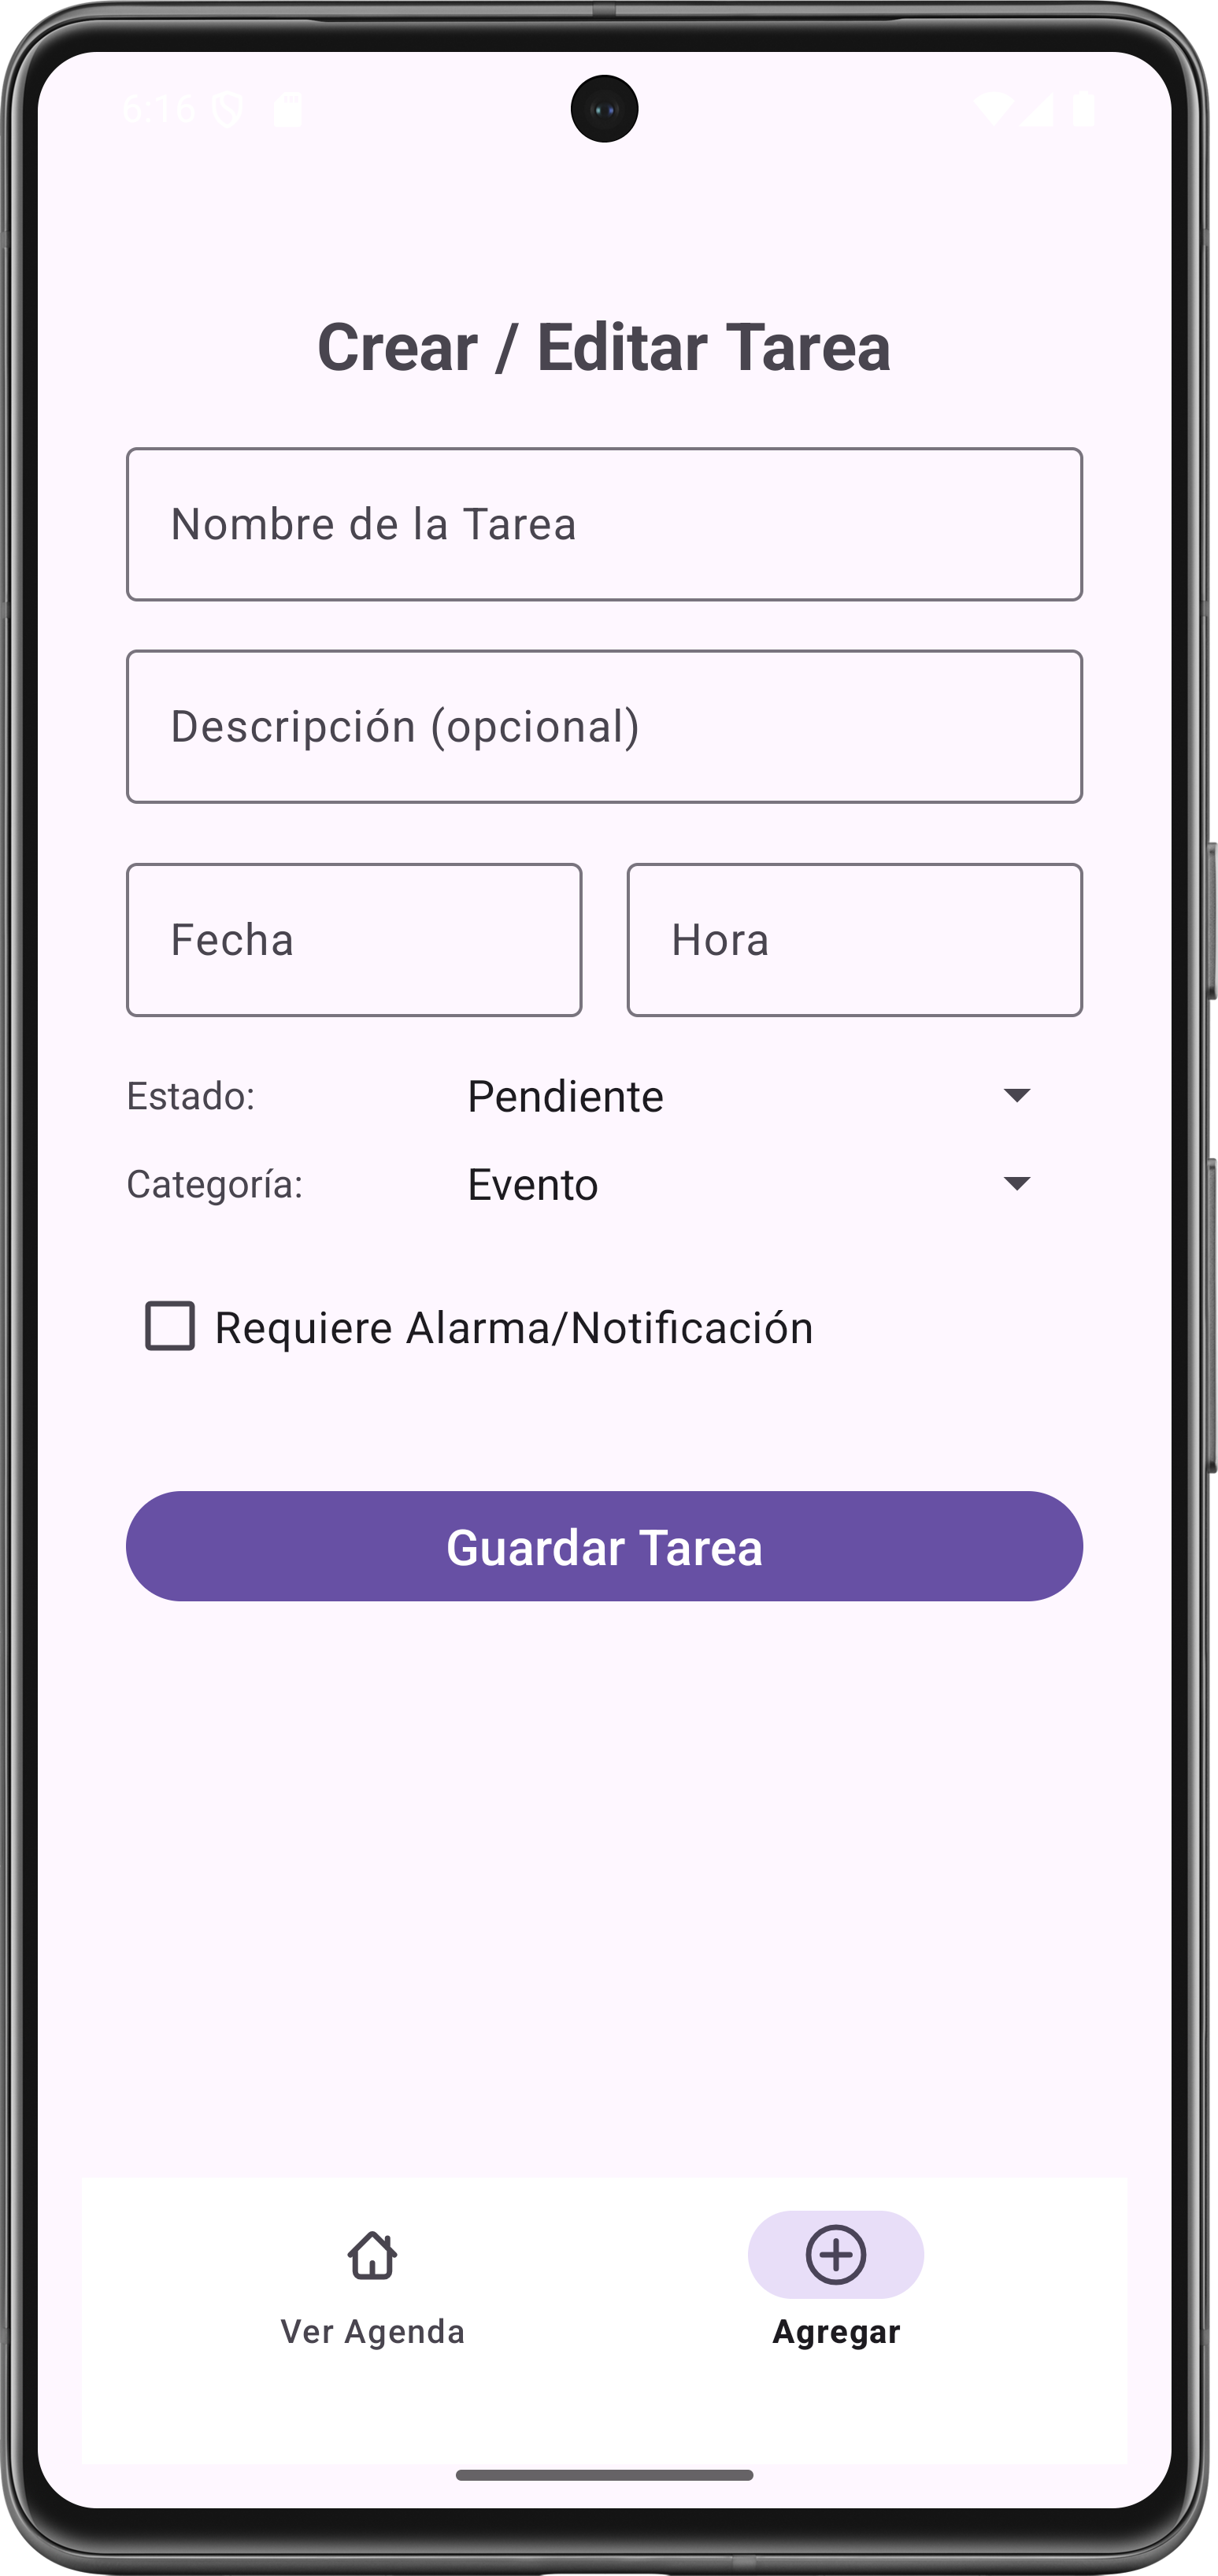 6:16
Crear / Editar Tarea
Nombre de la Tarea
Descripción (opcional)
Fecha Hora
Estado: Pendiente
Categoría: Evento
Requiere Alarma/Notificación
Guardar Tarea
Ver Agenda Agregar